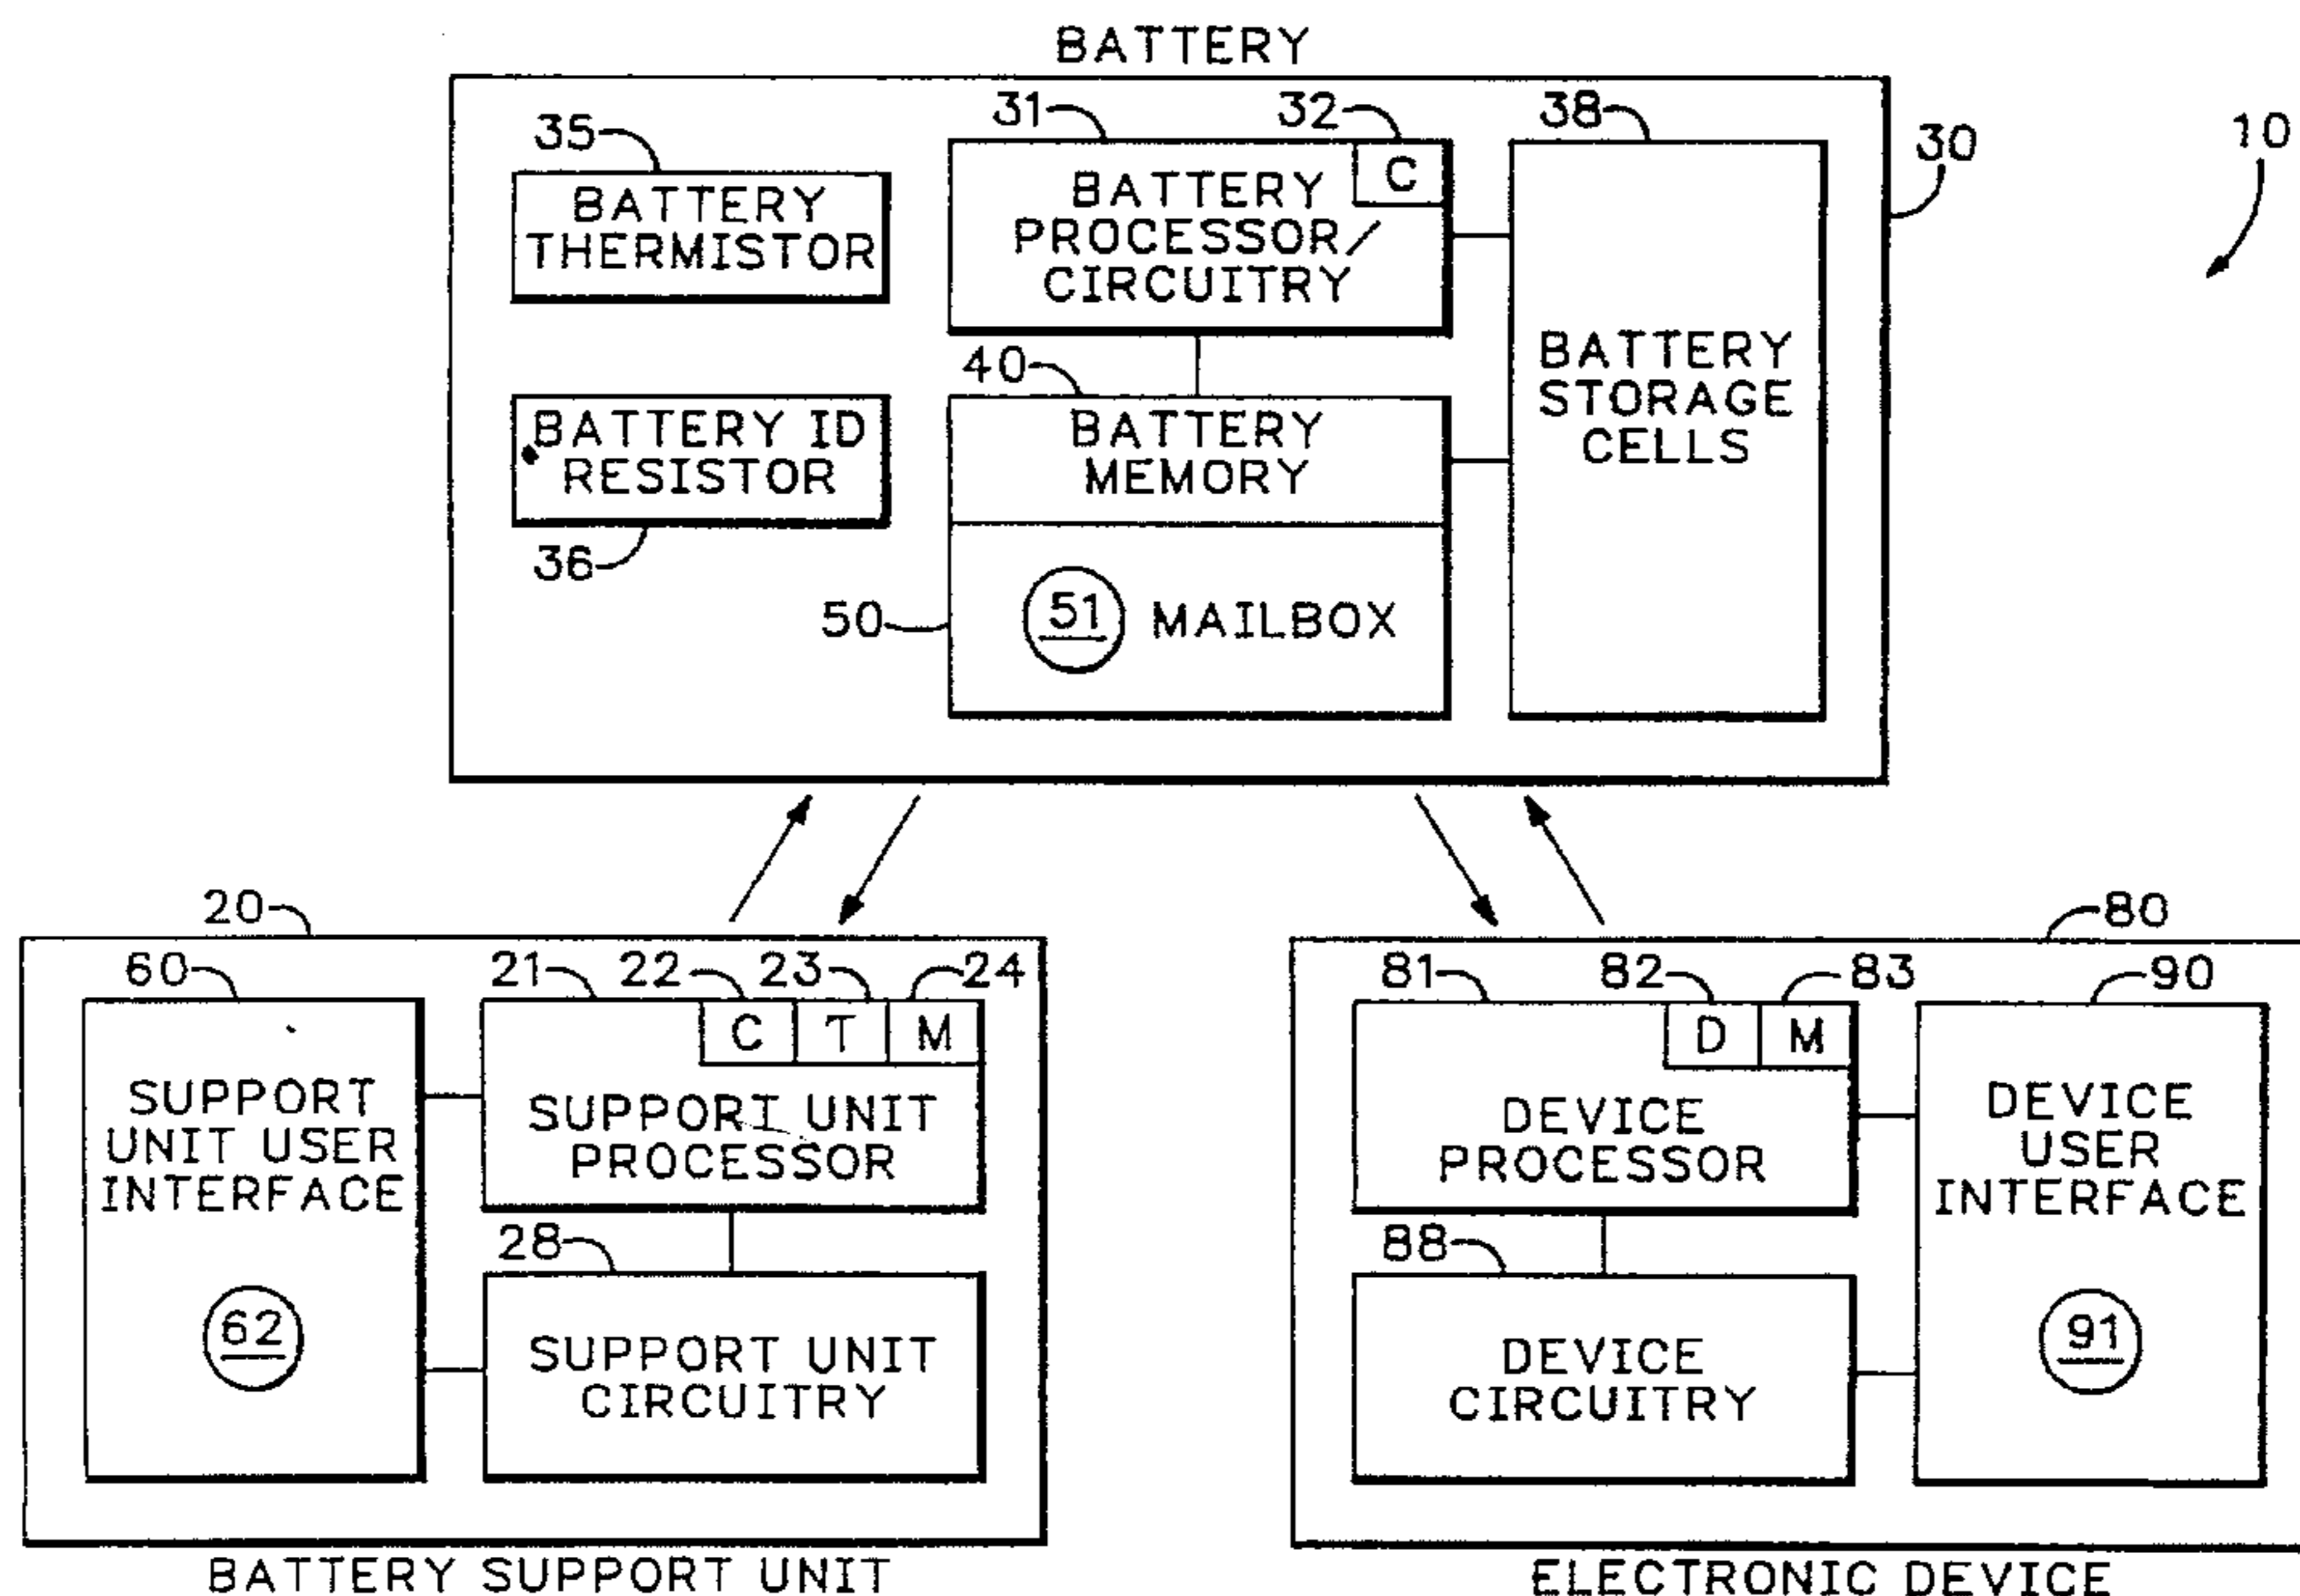 BATTERY
31
32
38
35
30
10
BATTERY
THERMISTOR
BATTERY
PROCESSOR/
CIRCUITRY
C
40
BATTERY ID
RESISTOR
BATTERY
MEMORY
BATTERY
STORAGE
CELLS
36
50
51
MAILBOX
20
80
60
21
22
23
24
81
82
83
90
C
T
M
D
M
SUPPORT
UNIT USER
INTERFACE
SUPPORT UNIT
PROCESSOR
DEVICE
PROCESSOR
DEVICE
USER
INTERFACE
28
88
62
SUPPORT UNIT
CIRCUITRY
DEVICE
CIRCUITRY
91
BATTERY SUPPORT UNIT
ELECTRONIC DEVICE